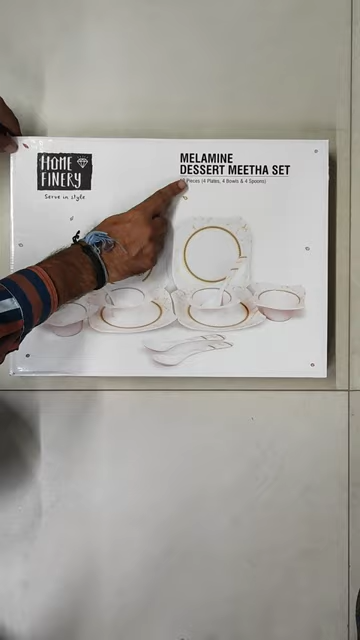 HOME
FINERY
Serve in style
MELAMINE
DESSERT MEETHA SET
Pieces (4 Plates, 4 Bowls & 4 Spoons)